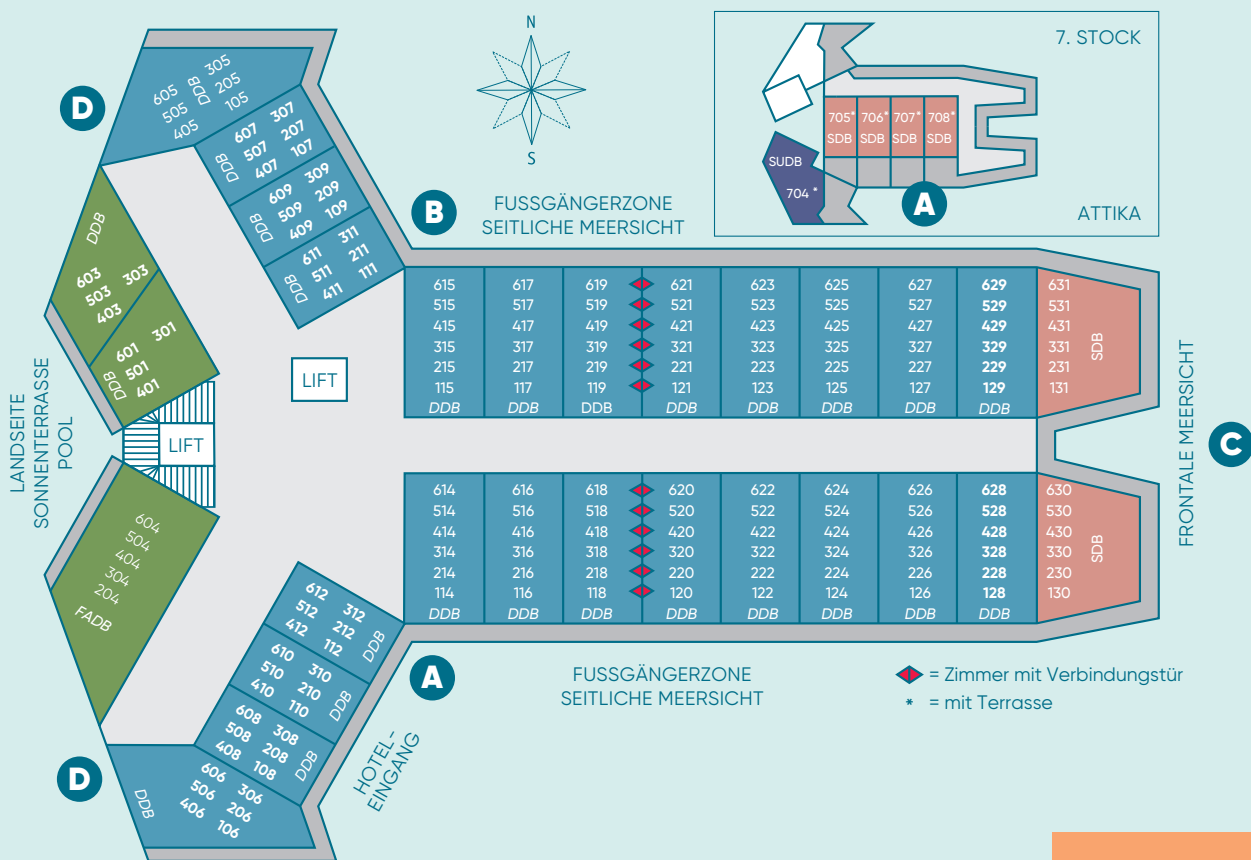 N
S
7. STOCK
705* 706* 707* 708*
SDB SDB SDB SDB
SUDB
704 *
A
ATTIKA
D
605 305
505 DDB 205
405 105
607 307
507 207
DDB 407 107
609 309
509 209
DDB 409 109
611 311
511 211
DDB 411 111
B
FUSSGÄNGERZONE
SEITLICHE MEERSICHT
DDB
603 303
503
403
601 301
501
DDB 401
LANDSEITE
SONNENTERRASSE
POOL
LIFT
LIFT
615 617 619 621 623 625 627 629 631
515 517 519 521 523 525 527 529 531
415 417 419 421 423 425 427 429 431
315 317 319 321 323 325 327 329 331
215 217 219 221 223 225 227 229 231
115 117 119 121 123 125 127 129 131
DDB DDB DDB DDB DDB DDB DDB DDB
SDB
FRONTALE MEERSICHT
C
614 616 618 620 622 624 626 628 630
514 516 518 520 522 524 526 528 530
414 416 418 420 422 424 426 428 430
314 316 318 320 322 324 326 328 330
214 216 218 220 222 224 226 228 230
114 116 118 120 122 124 126 128 130
DDB DDB DDB DDB DDB DDB DDB DDB
SDB
604
504
404
304
204
FADB
612 312
512 212
412 112 DDB
610 310
510 210
410 110 DDB
608 308
508 208
408 108 DDB
606 306
506 206
406 106
DDB
D
A
HOTEL-
EINGANG
FUSSGÄNGERZONE
SEITLICHE MEERSICHT
= Zimmer mit Verbindungstür
* = mit Terrasse